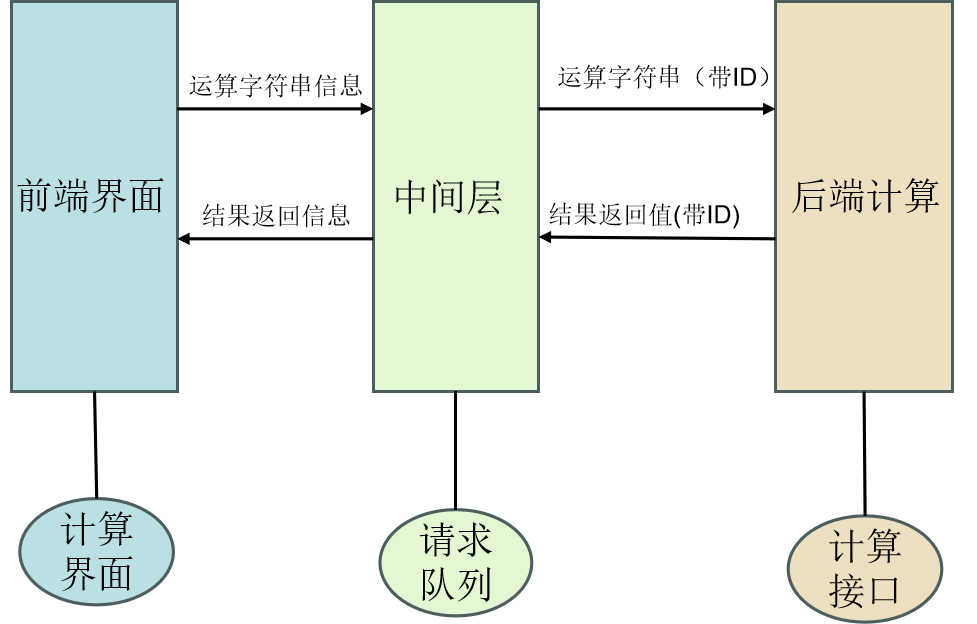 运算字符串信息
运算字符串（带ID）
前端界面
中间层
后端计算
结果返回信息
结果返回值(带ID)
计算
界面
请求
队列
计算
接口